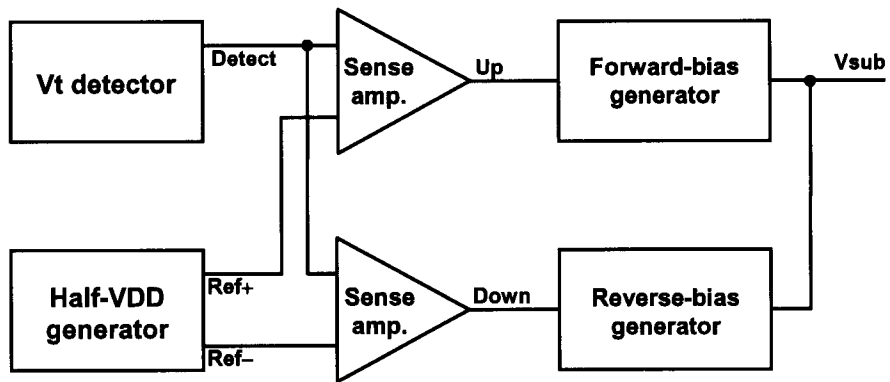 Vt detector
Detect
Sense
amp.
Up
Forward-bias
generator
Vsub
Half-VDD
generator
Ref+
Ref−
Sense
amp.
Down
Reverse-bias
generator